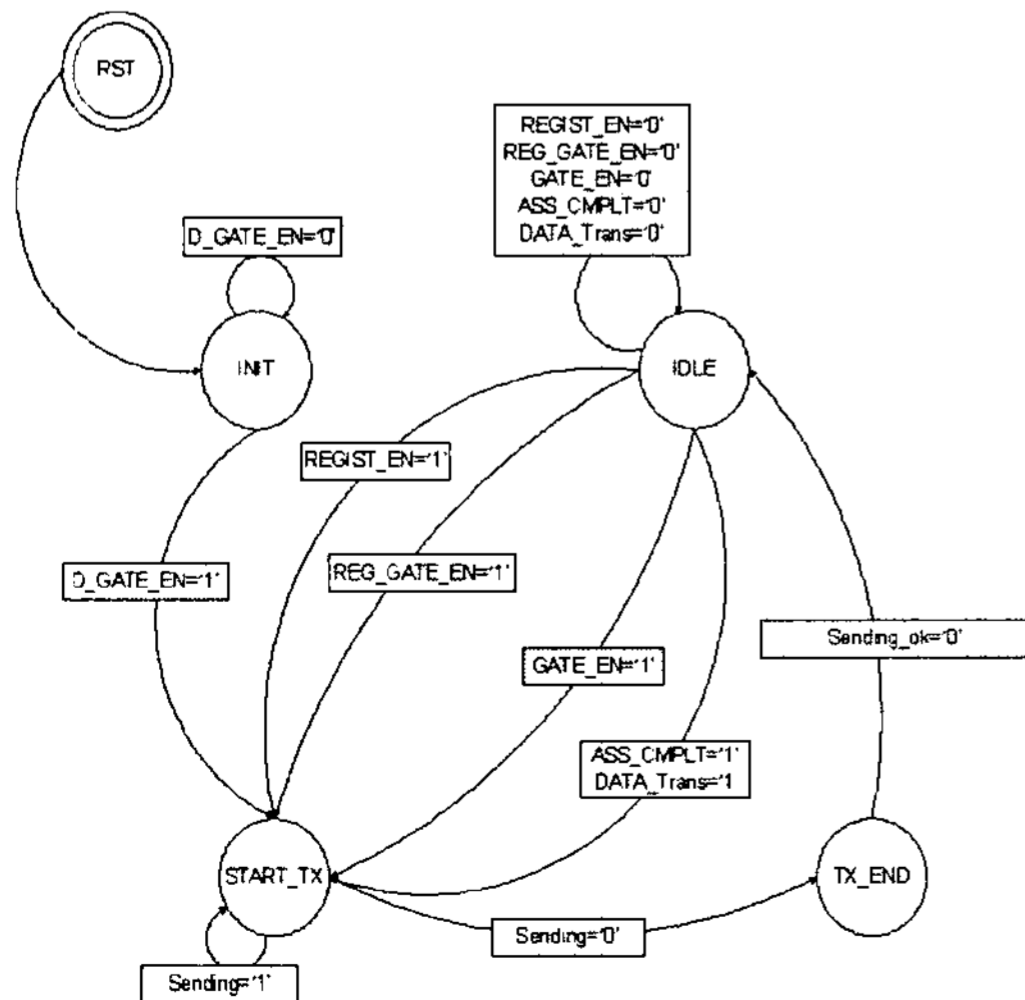 RST
REGIST_EN='0'
REG_GATE_EN='0'
GATE_EN='0'
ASS_CMPLT='0'
DATA_Trans='0'
D_GATE_EN='0'
INIT
IDLE
REGIST_EN='1'
REG_GATE_EN='1'
D_GATE_EN='1'
Sending_ok='0'
GATE_EN='1'
ASS_CMPLT='1'
DATA_Trans='1
START_TX
TX_END
Sending='0'
Sending='1'